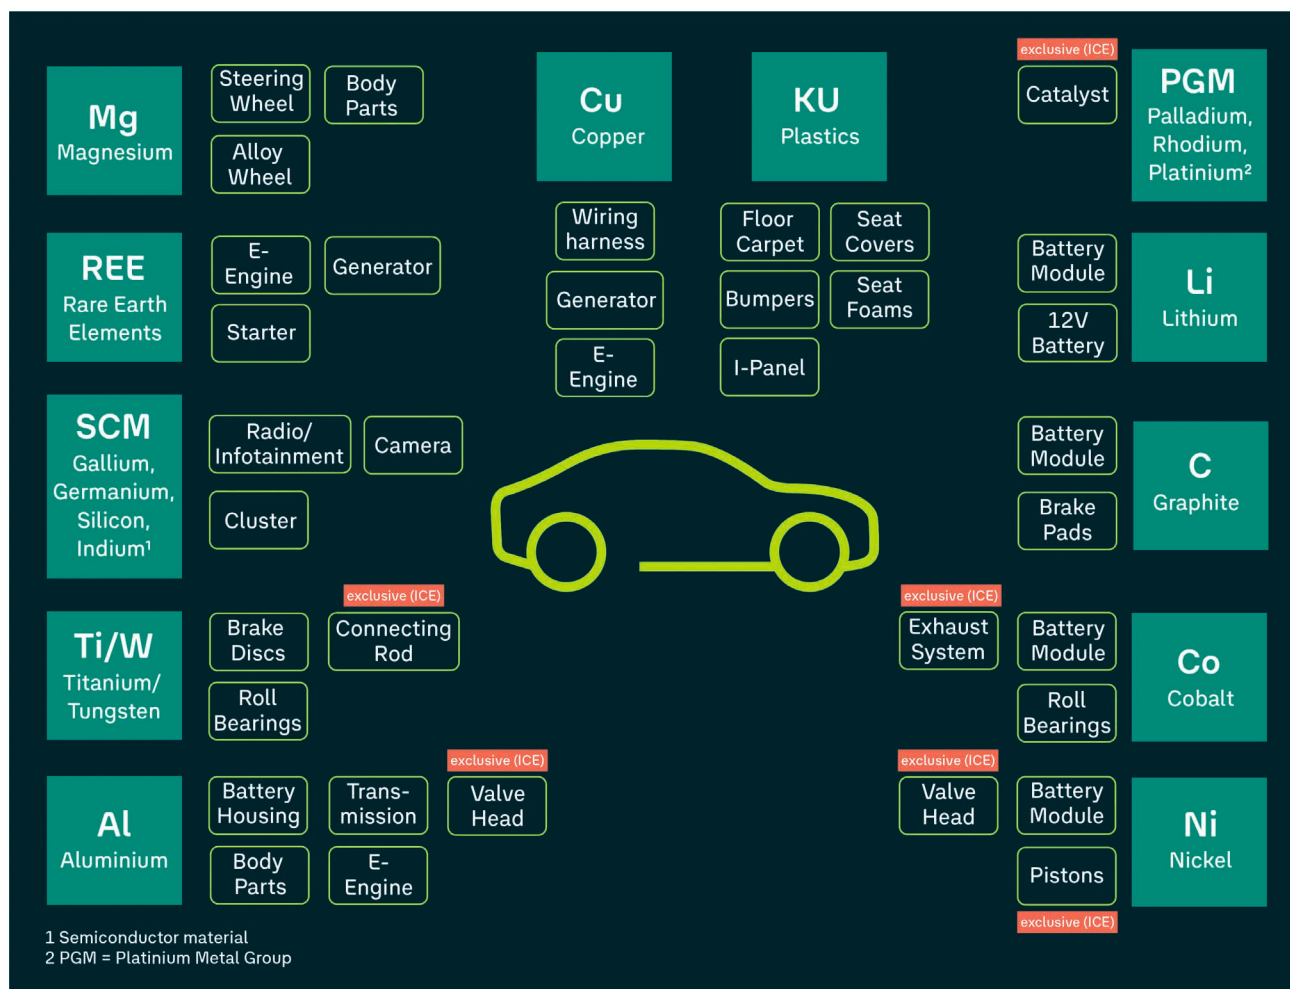 Mg
Magnesium
Steering
Wheel
Body
Parts
Alloy
Wheel
Cu
Copper
KU
Plastics
exclusive (ICE)
Catalyst
PGM
Palladium,
Rhodium,
Platinium²
REE
Rare Earth
Elements
E-
Engine
Generator
Starter
Wiring
harness
Generator
E-
Engine
Floor
Carpet
Seat
Covers
Bumpers
Seat
Foams
I-Panel
Battery
Module
12V
Battery
Li
Lithium
SCM
Gallium,
Germanium,
Silicon,
Indium¹
Radio/
Infotainment
Camera
Cluster
Battery
Module
Brake
Pads
C
Graphite
Ti/W
Titanium/
Tungsten
Brake
Discs
exclusive (ICE)
Connecting
Rod
Roll
Bearings
exclusive (ICE)
Exhaust
System
Battery
Module
Roll
Bearings
Co
Cobalt
Al
Aluminium
Battery
Housing
Trans-
mission
exclusive (ICE)
Valve
Head
Body
Parts
E-
Engine
exclusive (ICE)
Valve
Head
Battery
Module
Pistons
exclusive (ICE)
Ni
Nickel
1 Semiconductor material
2 PGM = Platinium Metal Group